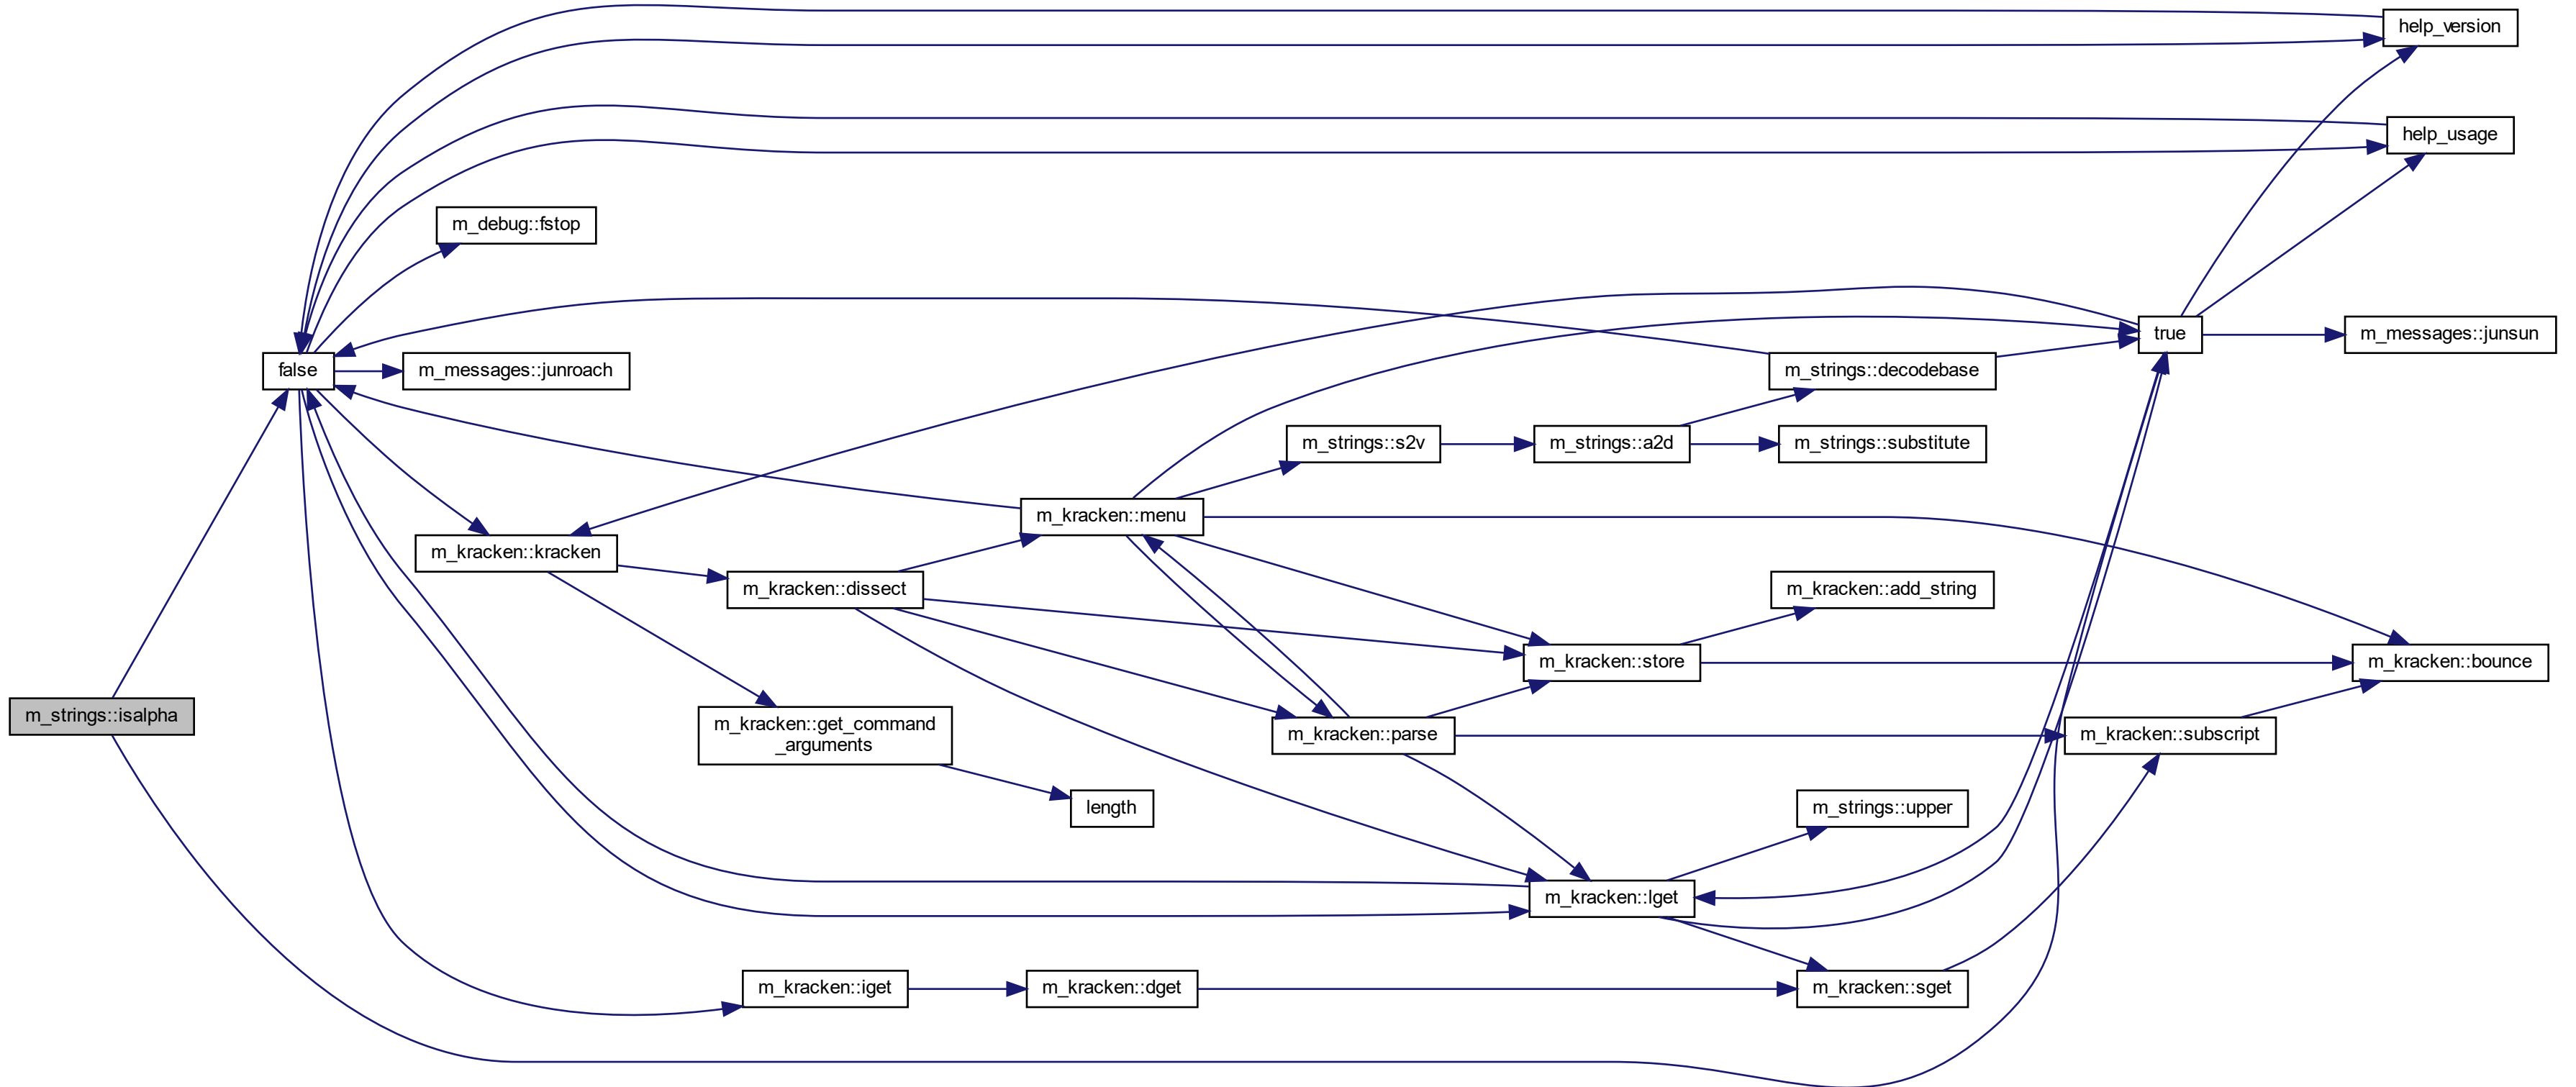 help_version
help_usage
m_debug::fstop
true
m_messages::junsun
false
m_messages::junroach
m_strings::decodebase
m_strings::s2v
m_strings::a2d
m_strings::substitute
m_kracken::menu
m_kracken::kracken
m_kracken::dissect
m_kracken::add_string
m_kracken::store
m_kracken::bounce
m_strings::isalpha
m_kracken::get_command
_arguments
m_kracken::parse
m_kracken::subscript
length
m_strings::upper
m_kracken::lget
m_kracken::iget
m_kracken::dget
m_kracken::sget